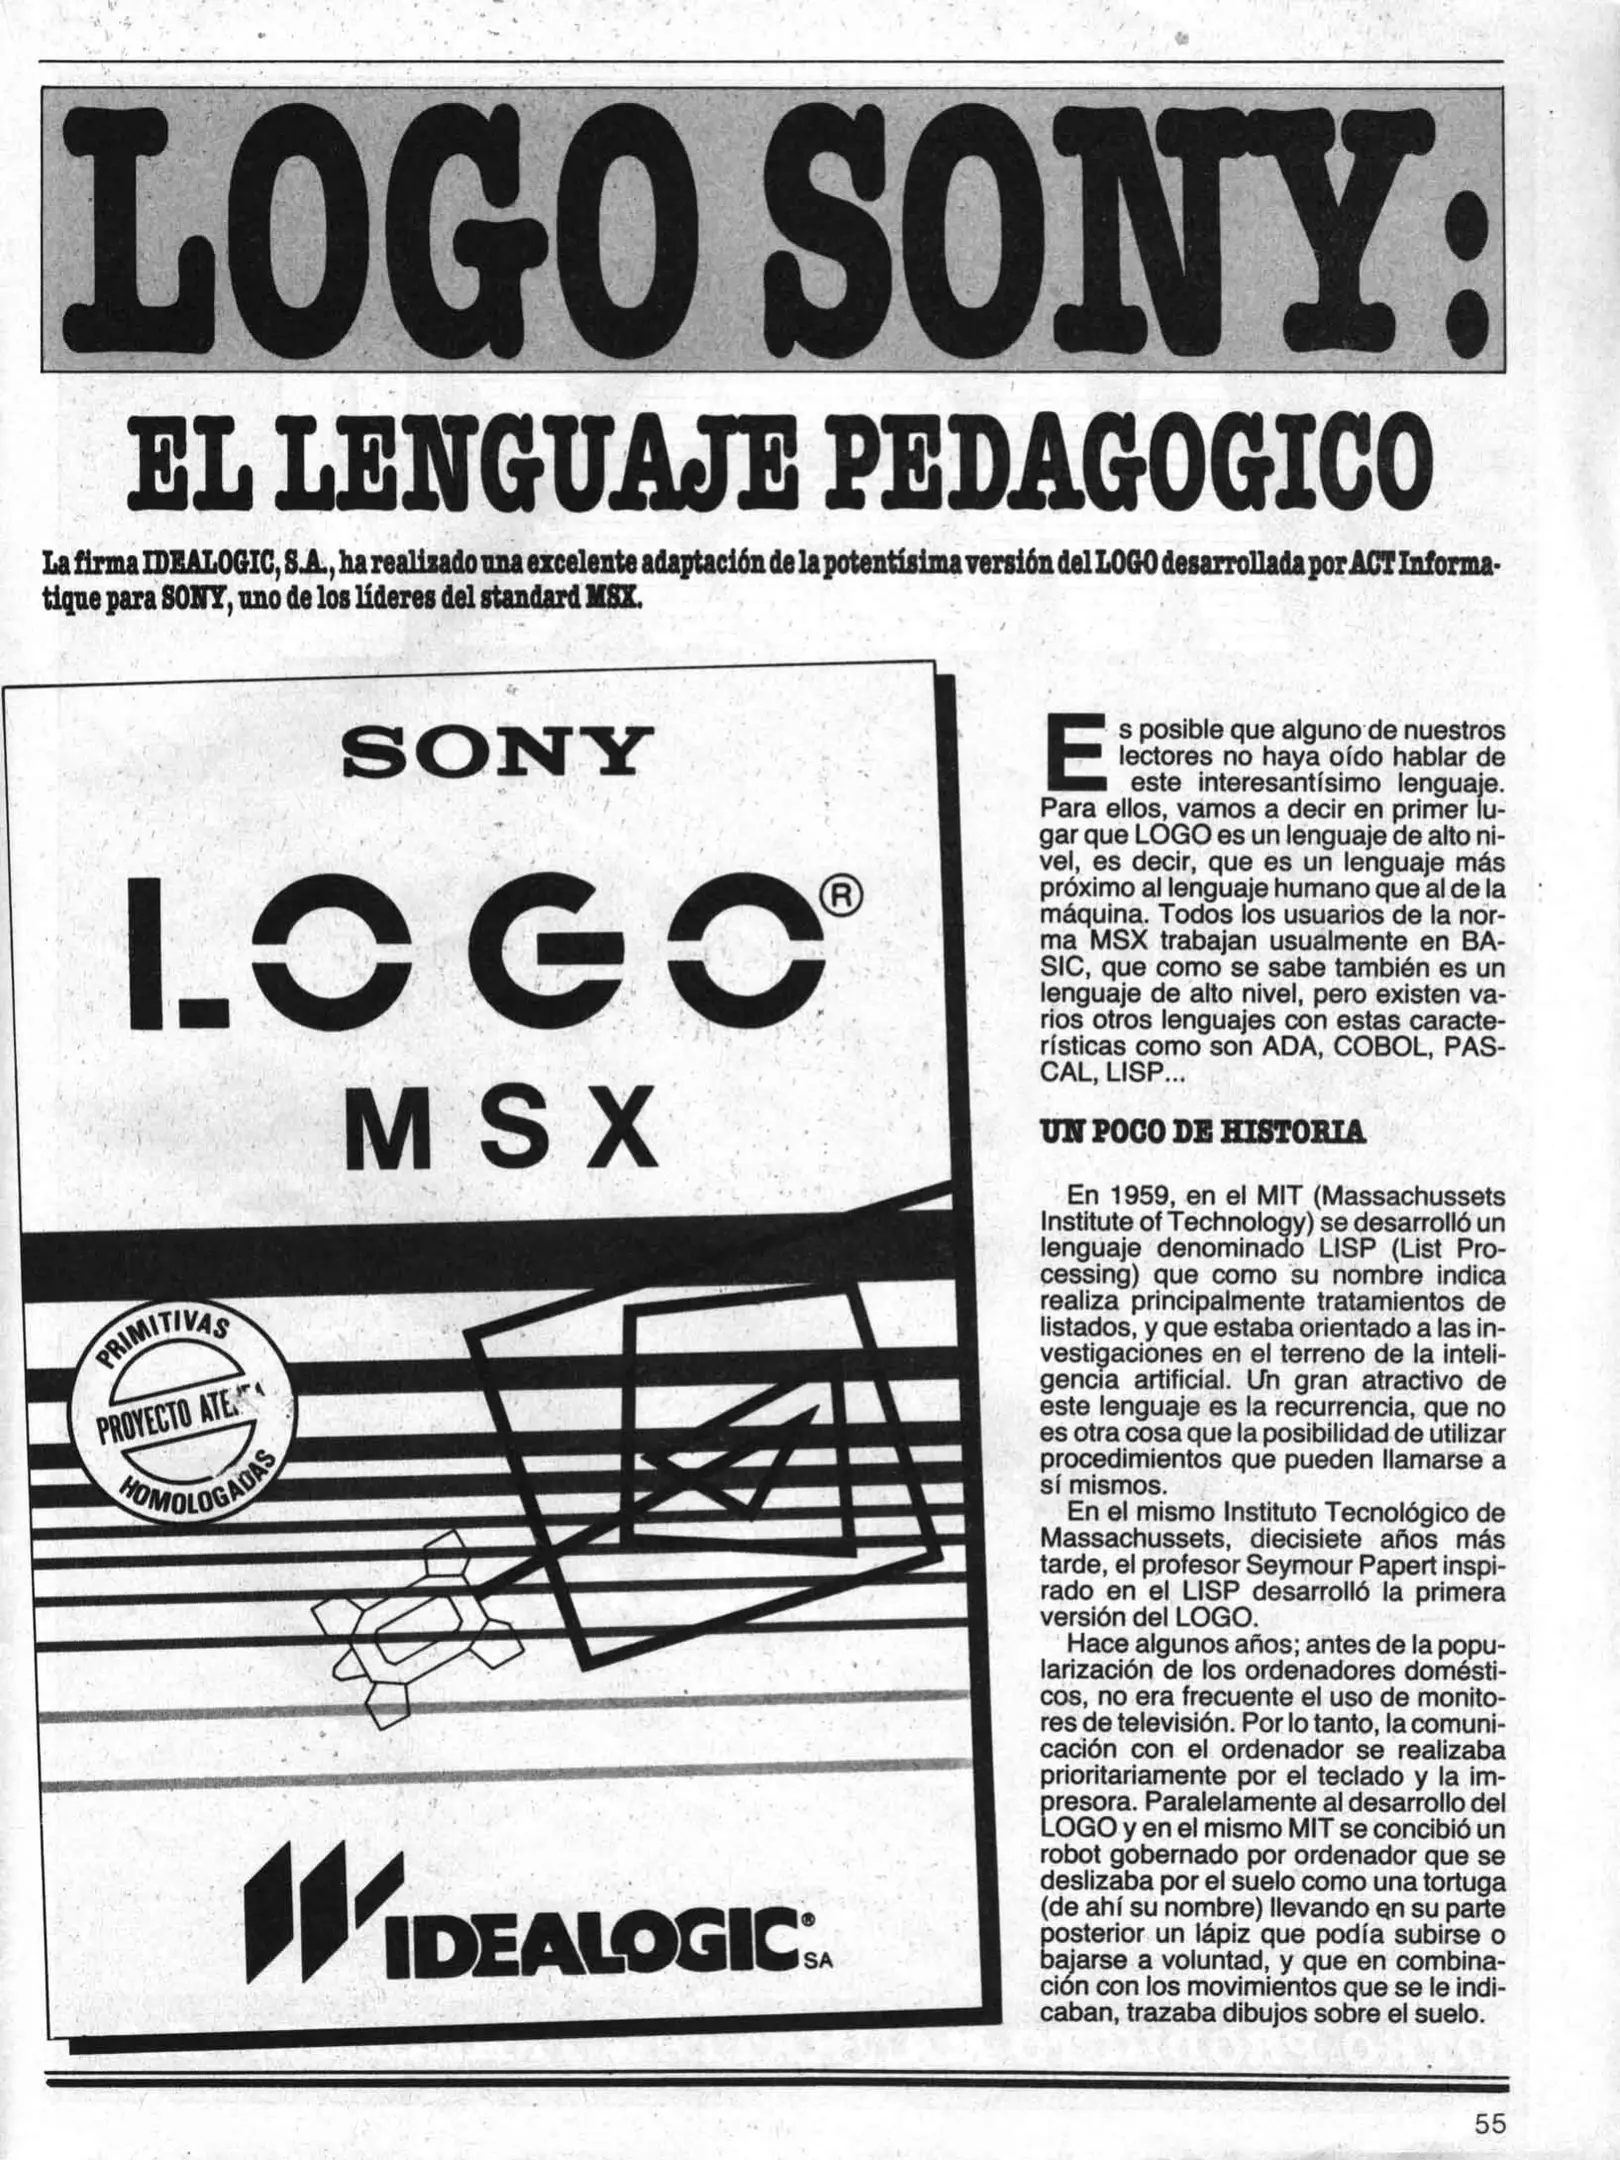 LOGO SONY:
EL LENGUAJE PEDAGOGICO
La firma IDEALOGIC, S.A., ha realizado una excelente adaptación de la potentísima versión del LOGO desarrollada por ACT Informa-
tique para SONY, uno de los líderes del standard MSX.
SONY
LOGO®
MSX
PRIMITIVAS
PROYECTO
HOMOLOGADAS
IDEALOGIC®
SA
Es posible que alguno de nuestros
lectores no haya oído hablar de
este interesantísimo lenguaje.
Para ellos, vamos a decir en primer lu-
gar que LOGO es un lenguaje de alto ni-
vel, es decir, que es un lenguaje más
próximo al lenguaje humano que al de la
máquina. Todos los usuarios de la nor-
ma MSX trabajan usualmente en BA-
SIC, que como se sabe también es un
lenguaje de alto nivel, pero existen va-
rios otros lenguajes con estas caracte-
rísticas como son ADA, COBOL, PAS-
CAL, LISP...
UN POCO DE HISTORIA
En 1959, en el MIT (Massachussets
Institute of Technology) se desarrolló un
lenguaje denominado LISP (List Pro-
cessing) que como su nombre indica
realiza principalmente tratamientos de
listados, y que estaba orientado a las in-
vestigaciones en el terreno de la inteli-
gencia artificial. Un gran atractivo de
este lenguaje es la recurrencia, que no
es otra cosa que la posibilidad de utilizar
procedimientos que pueden llamarse a
sí mismos.
En el mismo Instituto Tecnológico de
Massachussets, diecisiete años más
tarde, el profesor Seymour Papert inspi-
rado en el LISP desarrolló la primera
versión del LOGO.
Hace algunos años; antes de la popu-
larización de los ordenadores domésti-
cos, no era frecuente el uso de monito-
res de televisión. Por lo tanto, la comuni-
cación con el ordenador se realizaba
prioritariamente por el teclado y la im-
presora. Paralelamente al desarrollo del
LOGO y en el mismo MIT se concibió un
robot gobernado por ordenador que se
deslizaba por el suelo como una tortuga
(de ahí su nombre) llevando en su parte
posterior un lápiz que podía subirse o
bajarse a voluntad, y que en combina-
ción con los movimientos que se le indi-
caban, trazaba dibujos sobre el suelo.
55